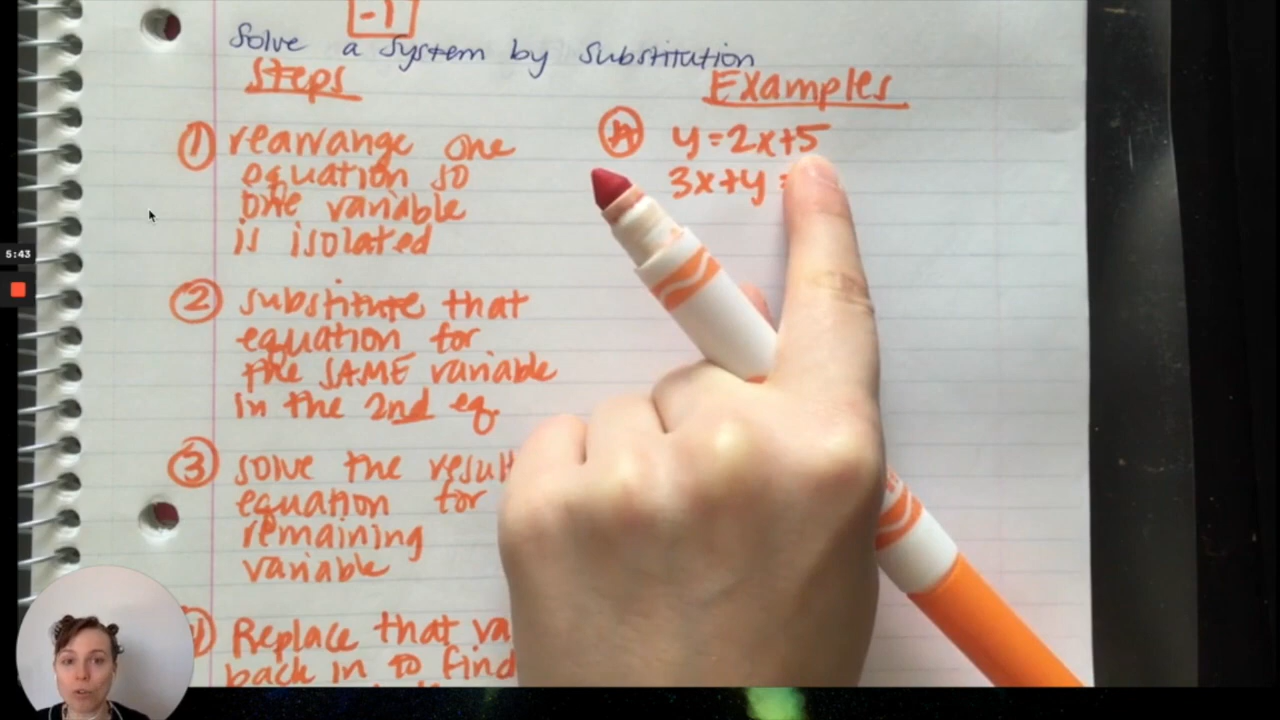 -1
Solve a System by Substitution
Steps
Examples
1 rearrange one
equation so
one variable
is isolated
A y=2x+5
3x+y
2 substitute that
equation for
the SAME variable
in the 2nd eq.
3 solve the result
equation for
remaining
variable
4 Replace that va
back in to find
5:43